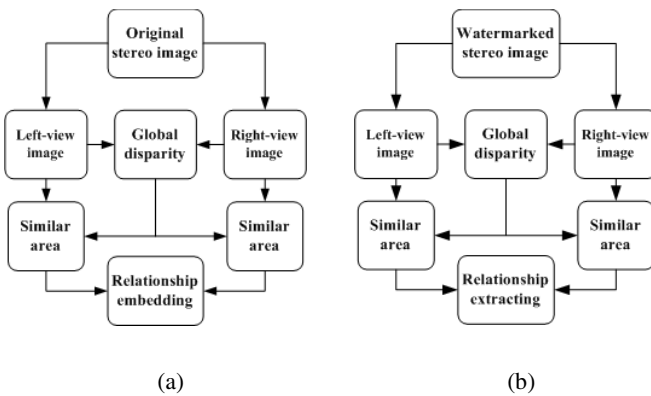 Original
stereo image
Left-view
image
Global
disparity
Right-view
image
Similar
area
Similar
area
Relationship
embedding
(a)
Watermarked
stereo image
Left-view
image
Global
disparity
Right-view
image
Similar
area
Similar
area
Relationship
extracting
(b)